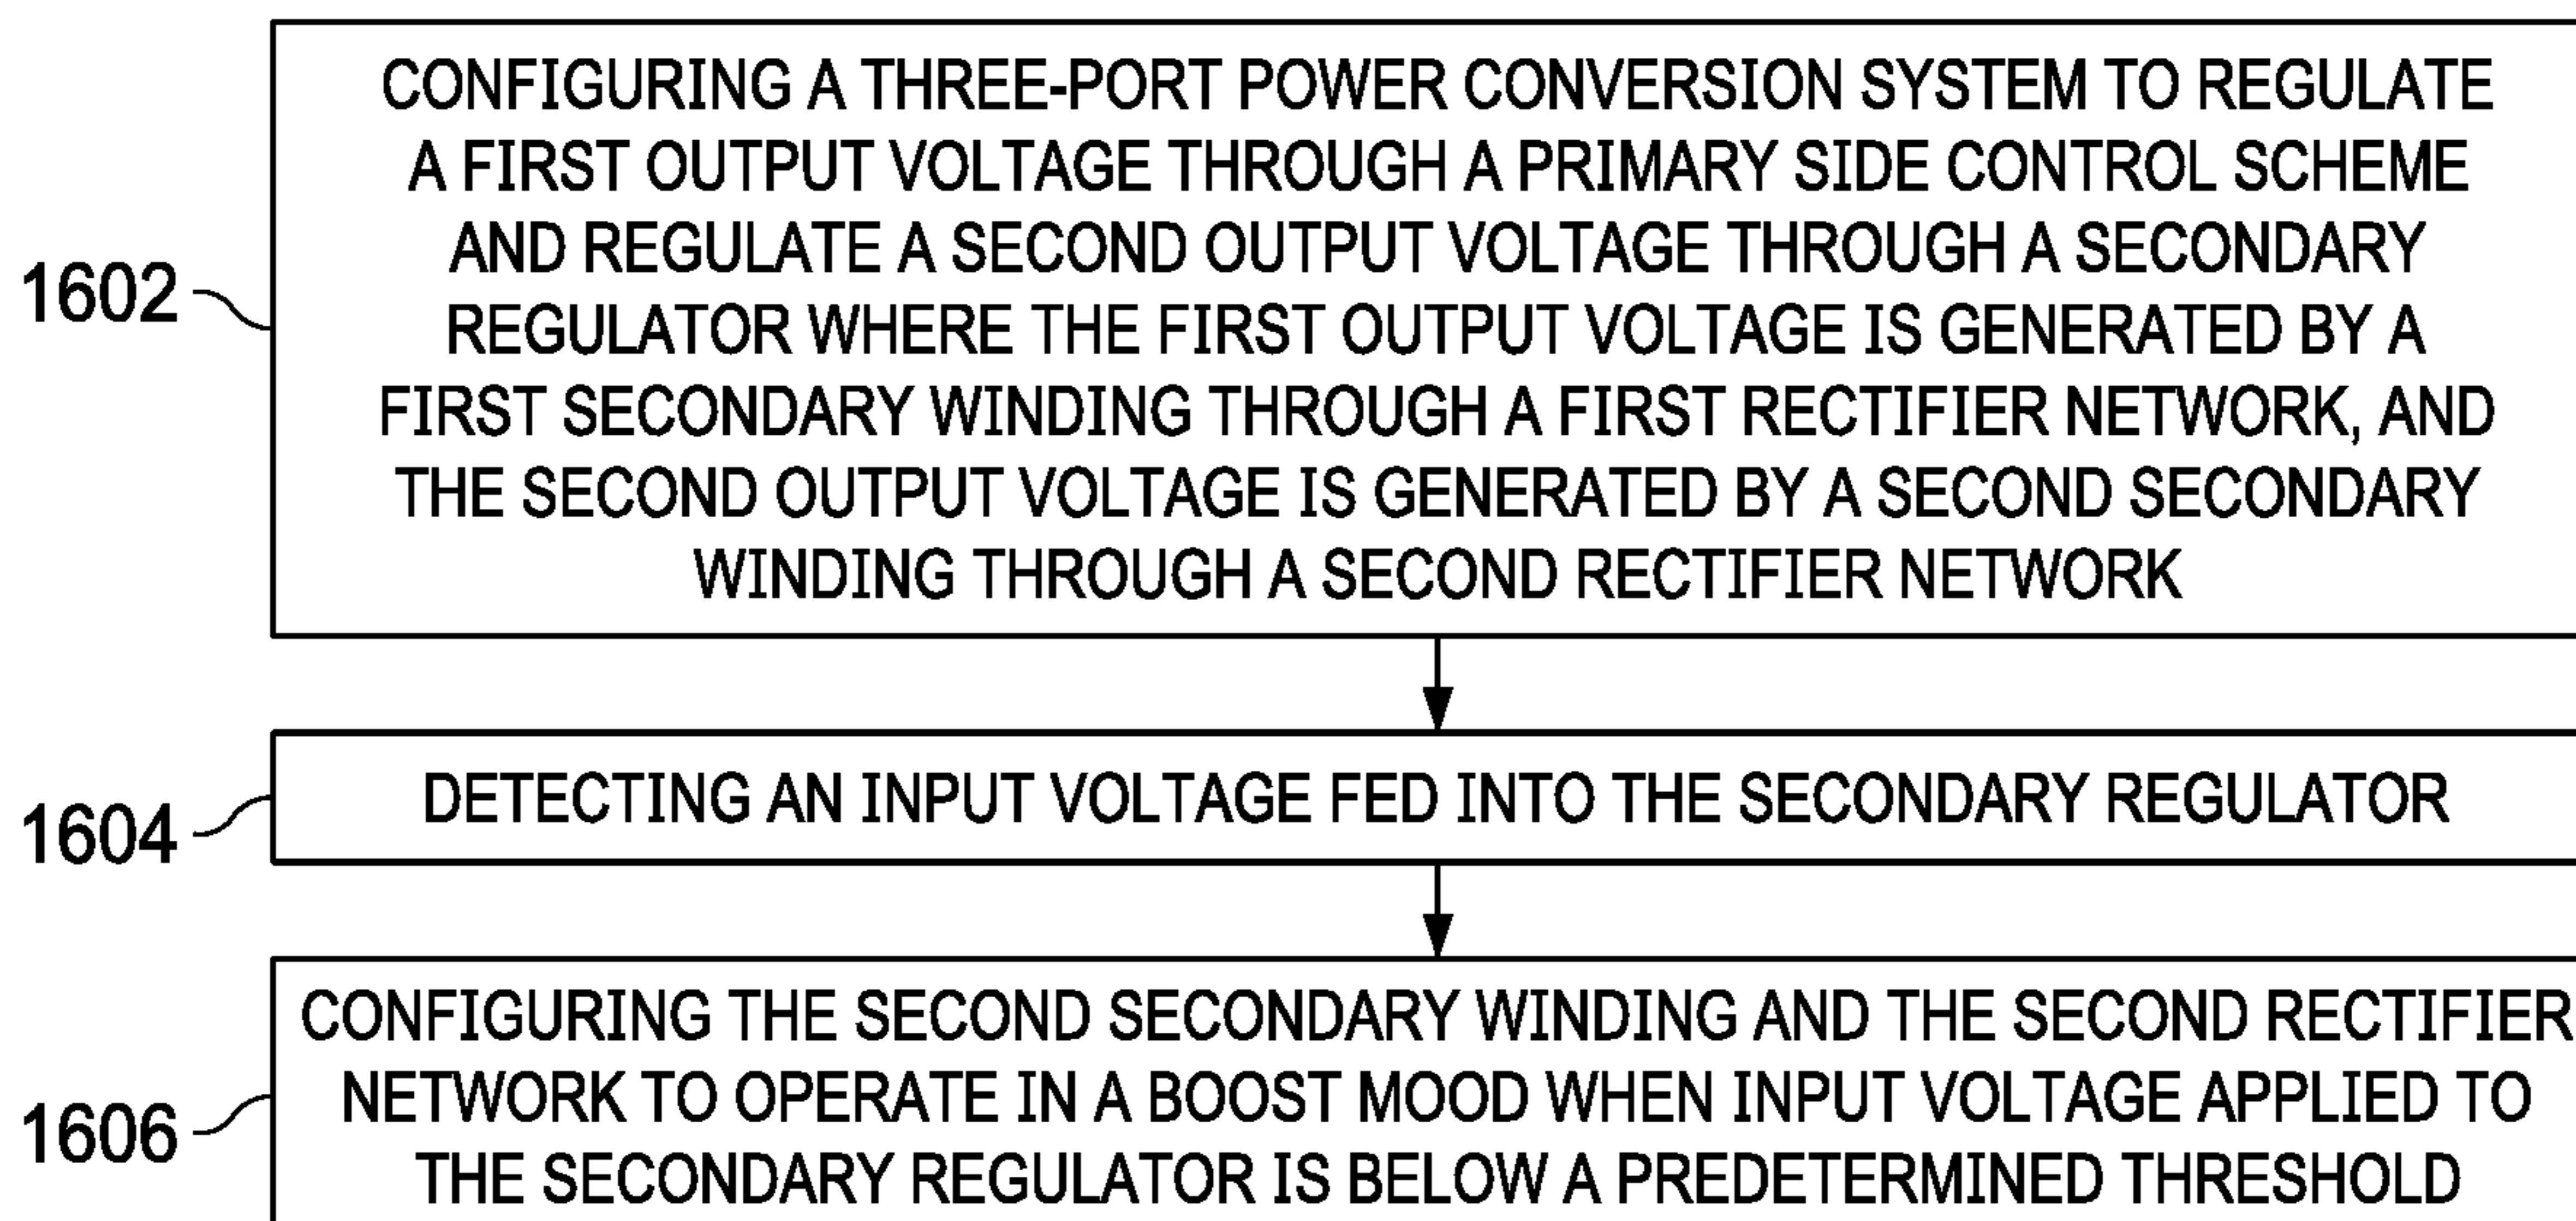 CONFIGURING A THREE-PORT POWER CONVERSION SYSTEM TO REGULATE
A FIRST OUTPUT VOLTAGE THROUGH A PRIMARY SIDE CONTROL SCHEME
AND REGULATE A SECOND OUTPUT VOLTAGE THROUGH A SECONDARY
REGULATOR WHERE THE FIRST OUTPUT VOLTAGE IS GENERATED BY A
FIRST SECONDARY WINDING THROUGH A FIRST RECTIFIER NETWORK, AND
THE SECOND OUTPUT VOLTAGE IS GENERATED BY A SECOND SECONDARY
WINDING THROUGH A SECOND RECTIFIER NETWORK
1602
DETECTING AN INPUT VOLTAGE FED INTO THE SECONDARY REGULATOR
1604
CONFIGURING THE SECOND SECONDARY WINDING AND THE SECOND RECTIFIER
NETWORK TO OPERATE IN A BOOST MOOD WHEN INPUT VOLTAGE APPLIED TO
THE SECONDARY REGULATOR IS BELOW A PREDETERMINED THRESHOLD
1606